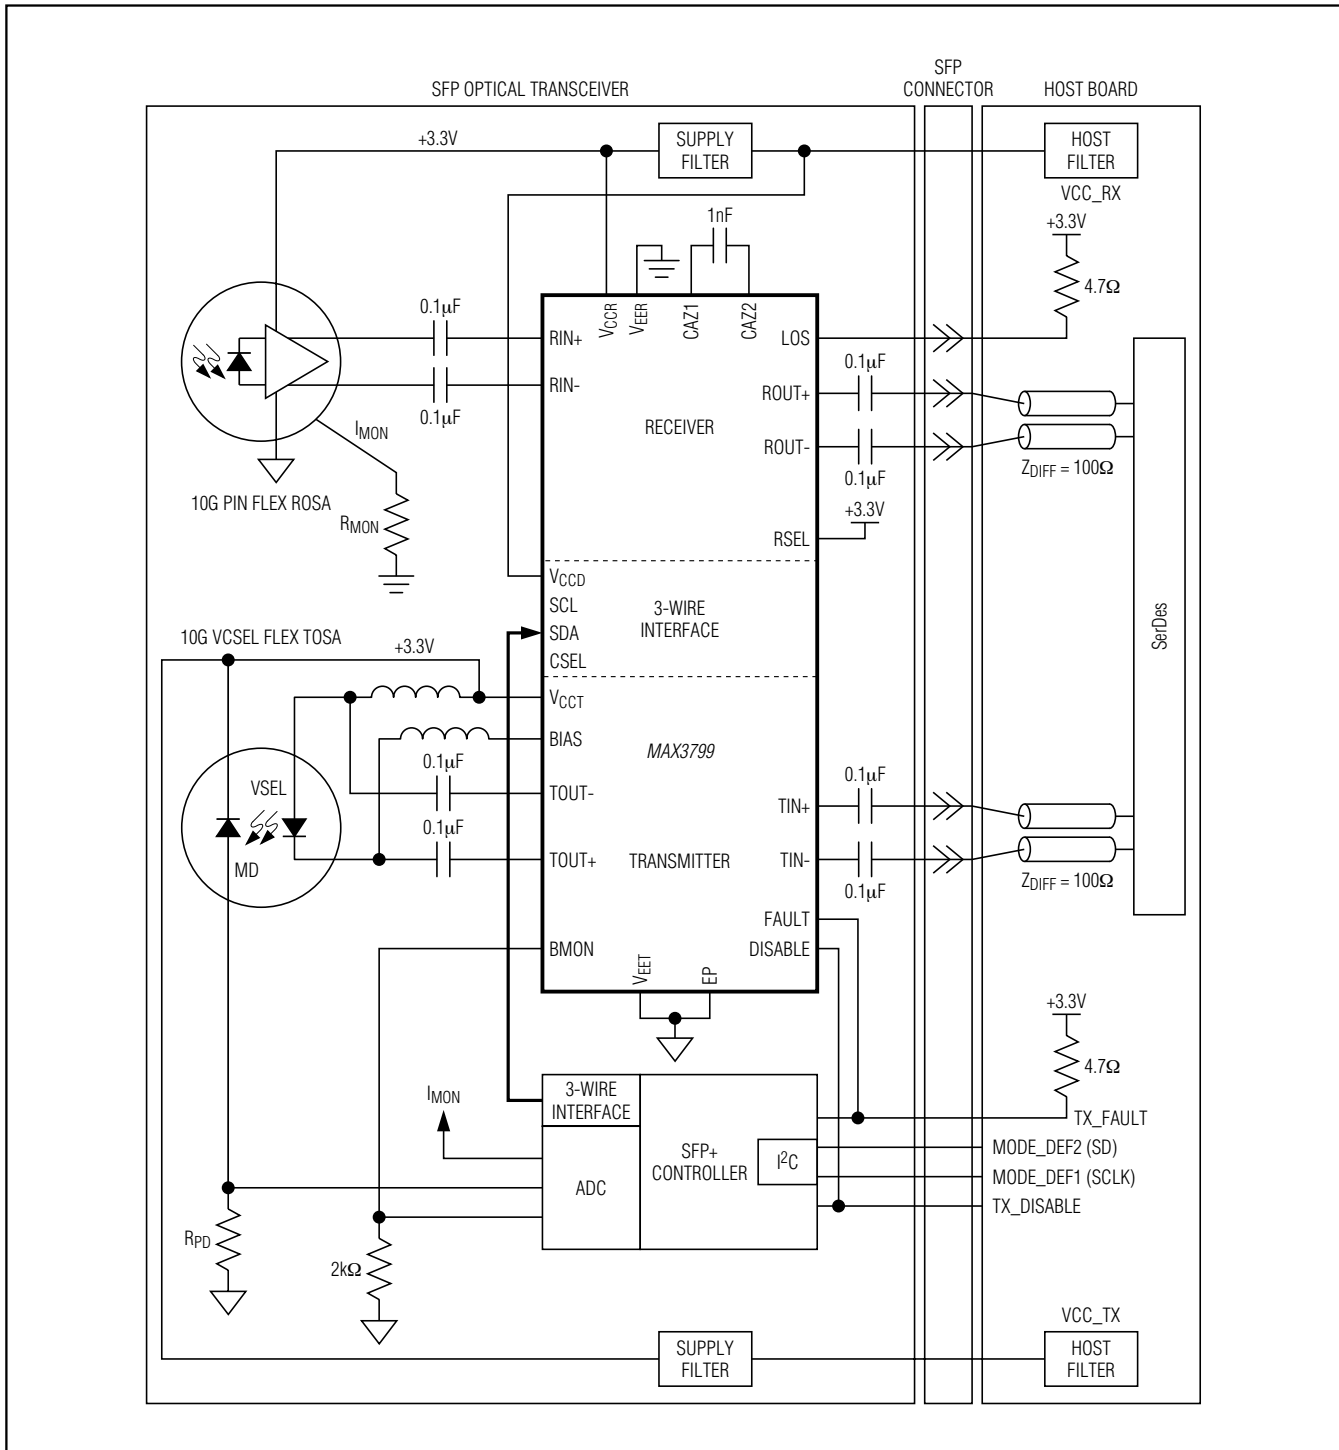 SFP OPTICAL TRANSCEIVER
SFP
CONNECTOR
HOST BOARD
+3.3V
SUPPLY
FILTER
HOST
FILTER
VCC_RX
1nF
+3.3V
4.7Ω
0.1µF
RIN+
VCCR
VEER
CAZ1
CAZ2
LOS
0.1µF
RIN-
0.1µF
ROUT+
RECEIVER
ROUT-
0.1µF
ZDIFF = 100Ω
IMON
10G PIN FLEX ROSA
RMON
+3.3V
RSEL
VCCD
SCL
SDA
CSEL
3-WIRE
INTERFACE
SerDes
10G VCSEL FLEX TOSA
+3.3V
VCCT
BIAS
MAX3799
0.1µF
TOUT-
0.1µF
TOUT+
VSEL
MD
TRANSMITTER
0.1µF
TIN+
TIN-
0.1µF
ZDIFF = 100Ω
FAULT
DISABLE
BMON
VEET
EP
+3.3V
4.7Ω
IMON
3-WIRE
INTERFACE
ADC
SFP+
CONTROLLER
I2C
TX_FAULT
MODE_DEF2 (SD)
MODE_DEF1 (SCLK)
TX_DISABLE
RPD
2kΩ
VCC_TX
SUPPLY
FILTER
HOST
FILTER